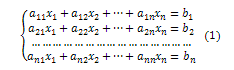 a₁₁x₁ + a₁₂x₂ + ⋯ + a₁ₙxₙ = b₁
a₂₁x₁ + a₂₂x₂ + ⋯ + a₂ₙxₙ = b₂
… … … … … … … … … … … … … (1)
aₙ₁x₁ + aₙ₂x₂ + ⋯ + aₙₙxₙ = bₙ